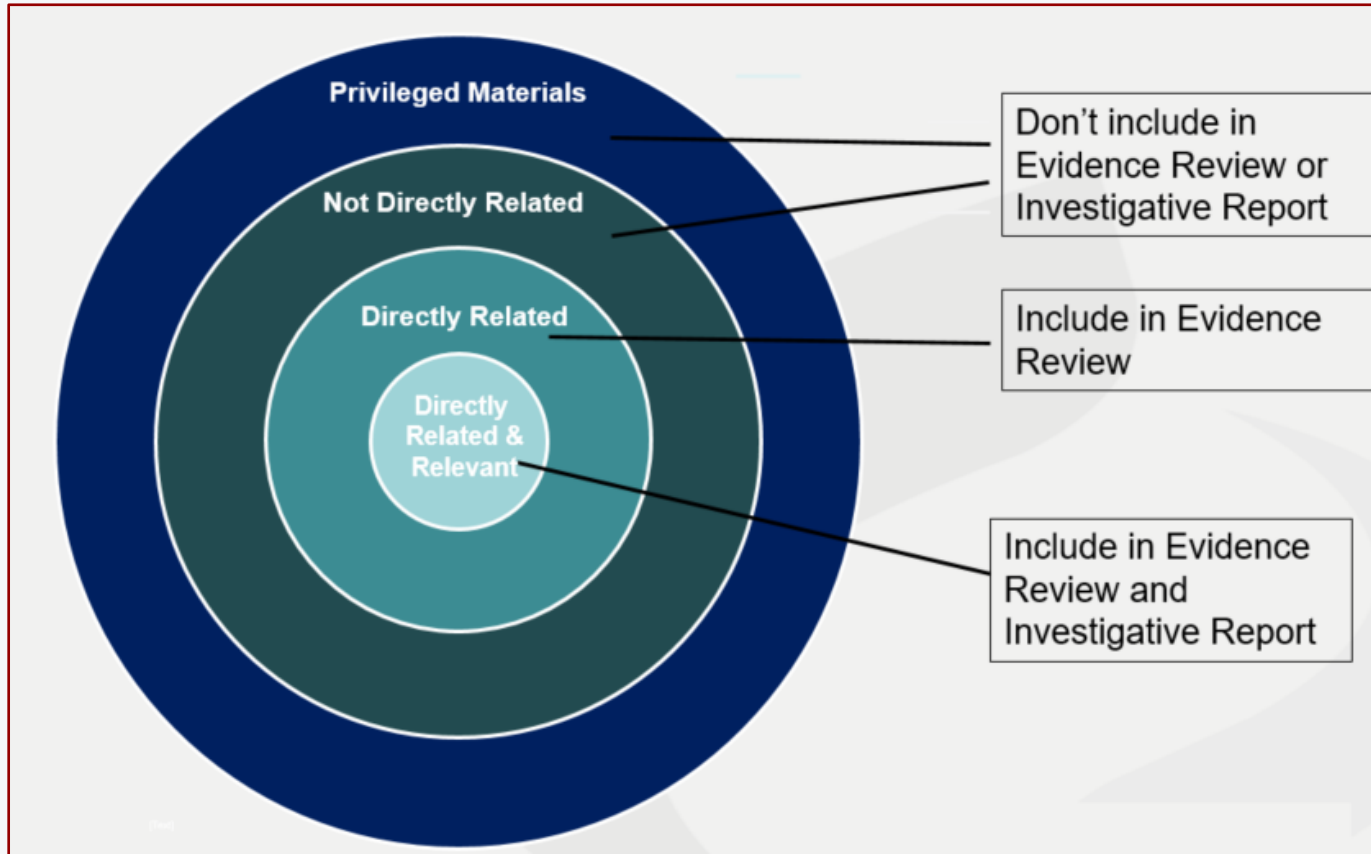 Privileged Materials
Not Directly Related
Directly Related
Directly
Related &
Relevant
Don’t include in
Evidence Review or
Investigative Report
Include in Evidence
Review
Include in Evidence
Review and
Investigative Report